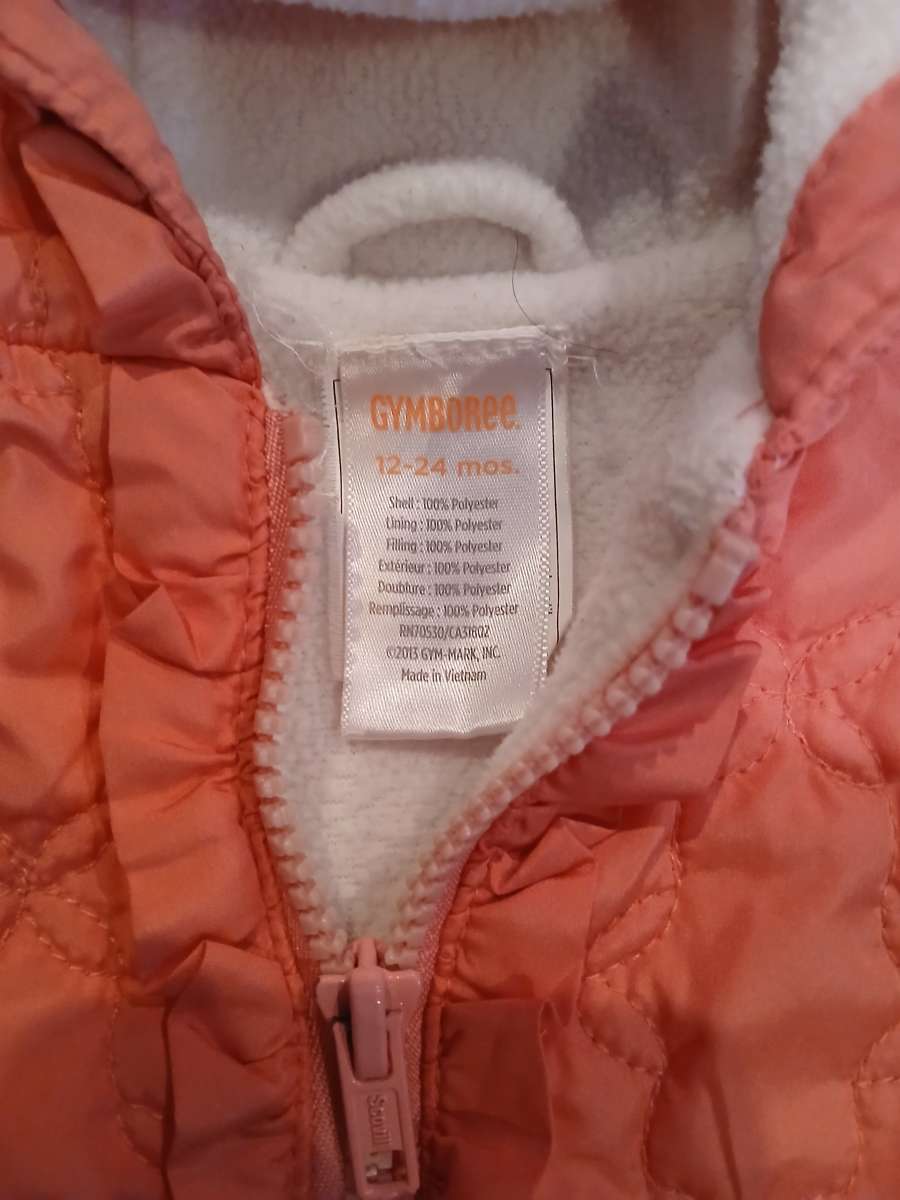 GYMBOREE.
12-24 mos.
Shell : 100% Polyester
Lining : 100% Polyester
Filling : 100% Polyester
Extérieur : 100% Polyester
Doublure : 100% Polyester
Remplissage : 100% Polyester
RN70530/CA31802
©2013 GYM-MARK, INC.
Made in Vietnam